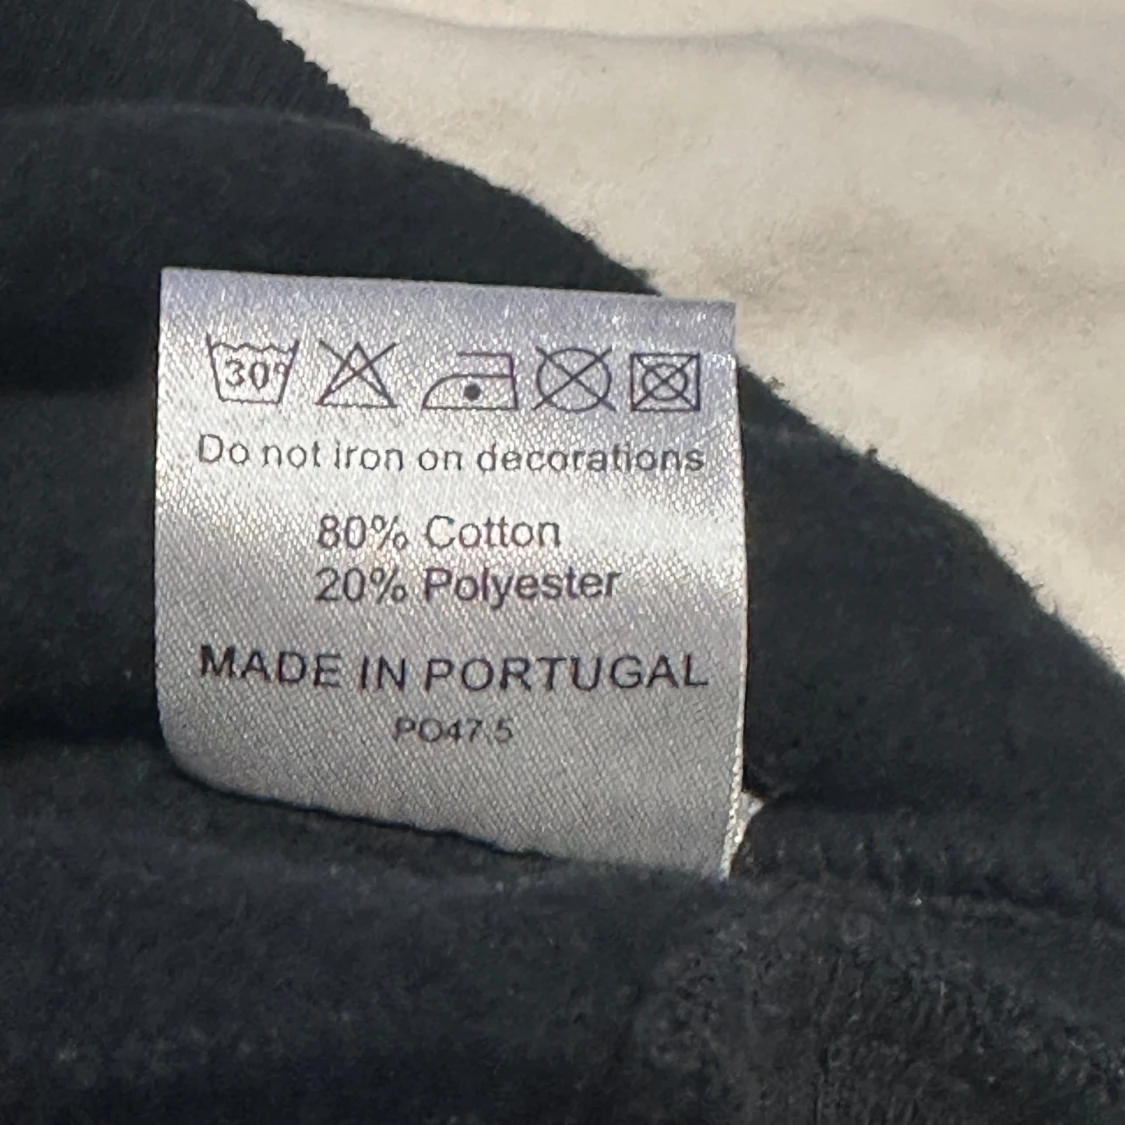 30°
Do not iron on decorations
80% Cotton
20% Polyester
MADE IN PORTUGAL
PO47.5